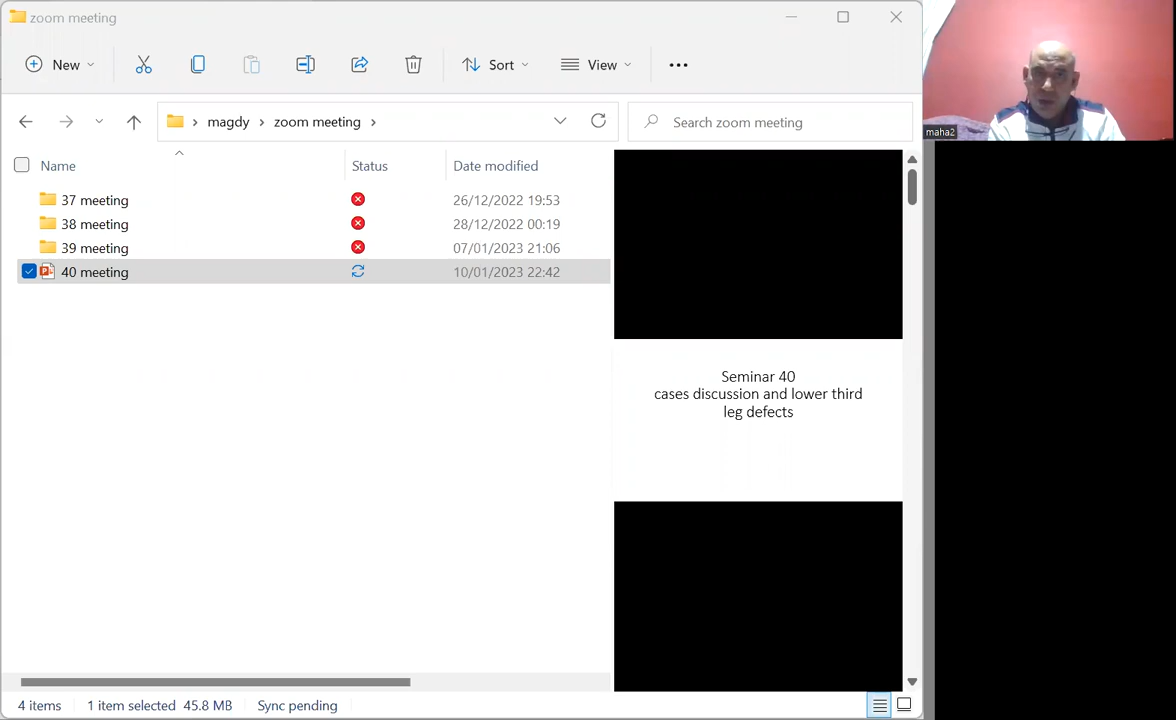 zoom meeting
New
Sort
View
magdy
zoom meeting
Search zoom meeting
Name
Status
Date modified
37 meeting
26/12/2022 19:53
38 meeting
28/12/2022 00:19
39 meeting
07/01/2023 21:06
40 meeting
10/01/2023 22:42
Seminar 40
cases discussion and lower third
leg defects
4 items
1 item selected 45.8 MB
Sync pending
maha2